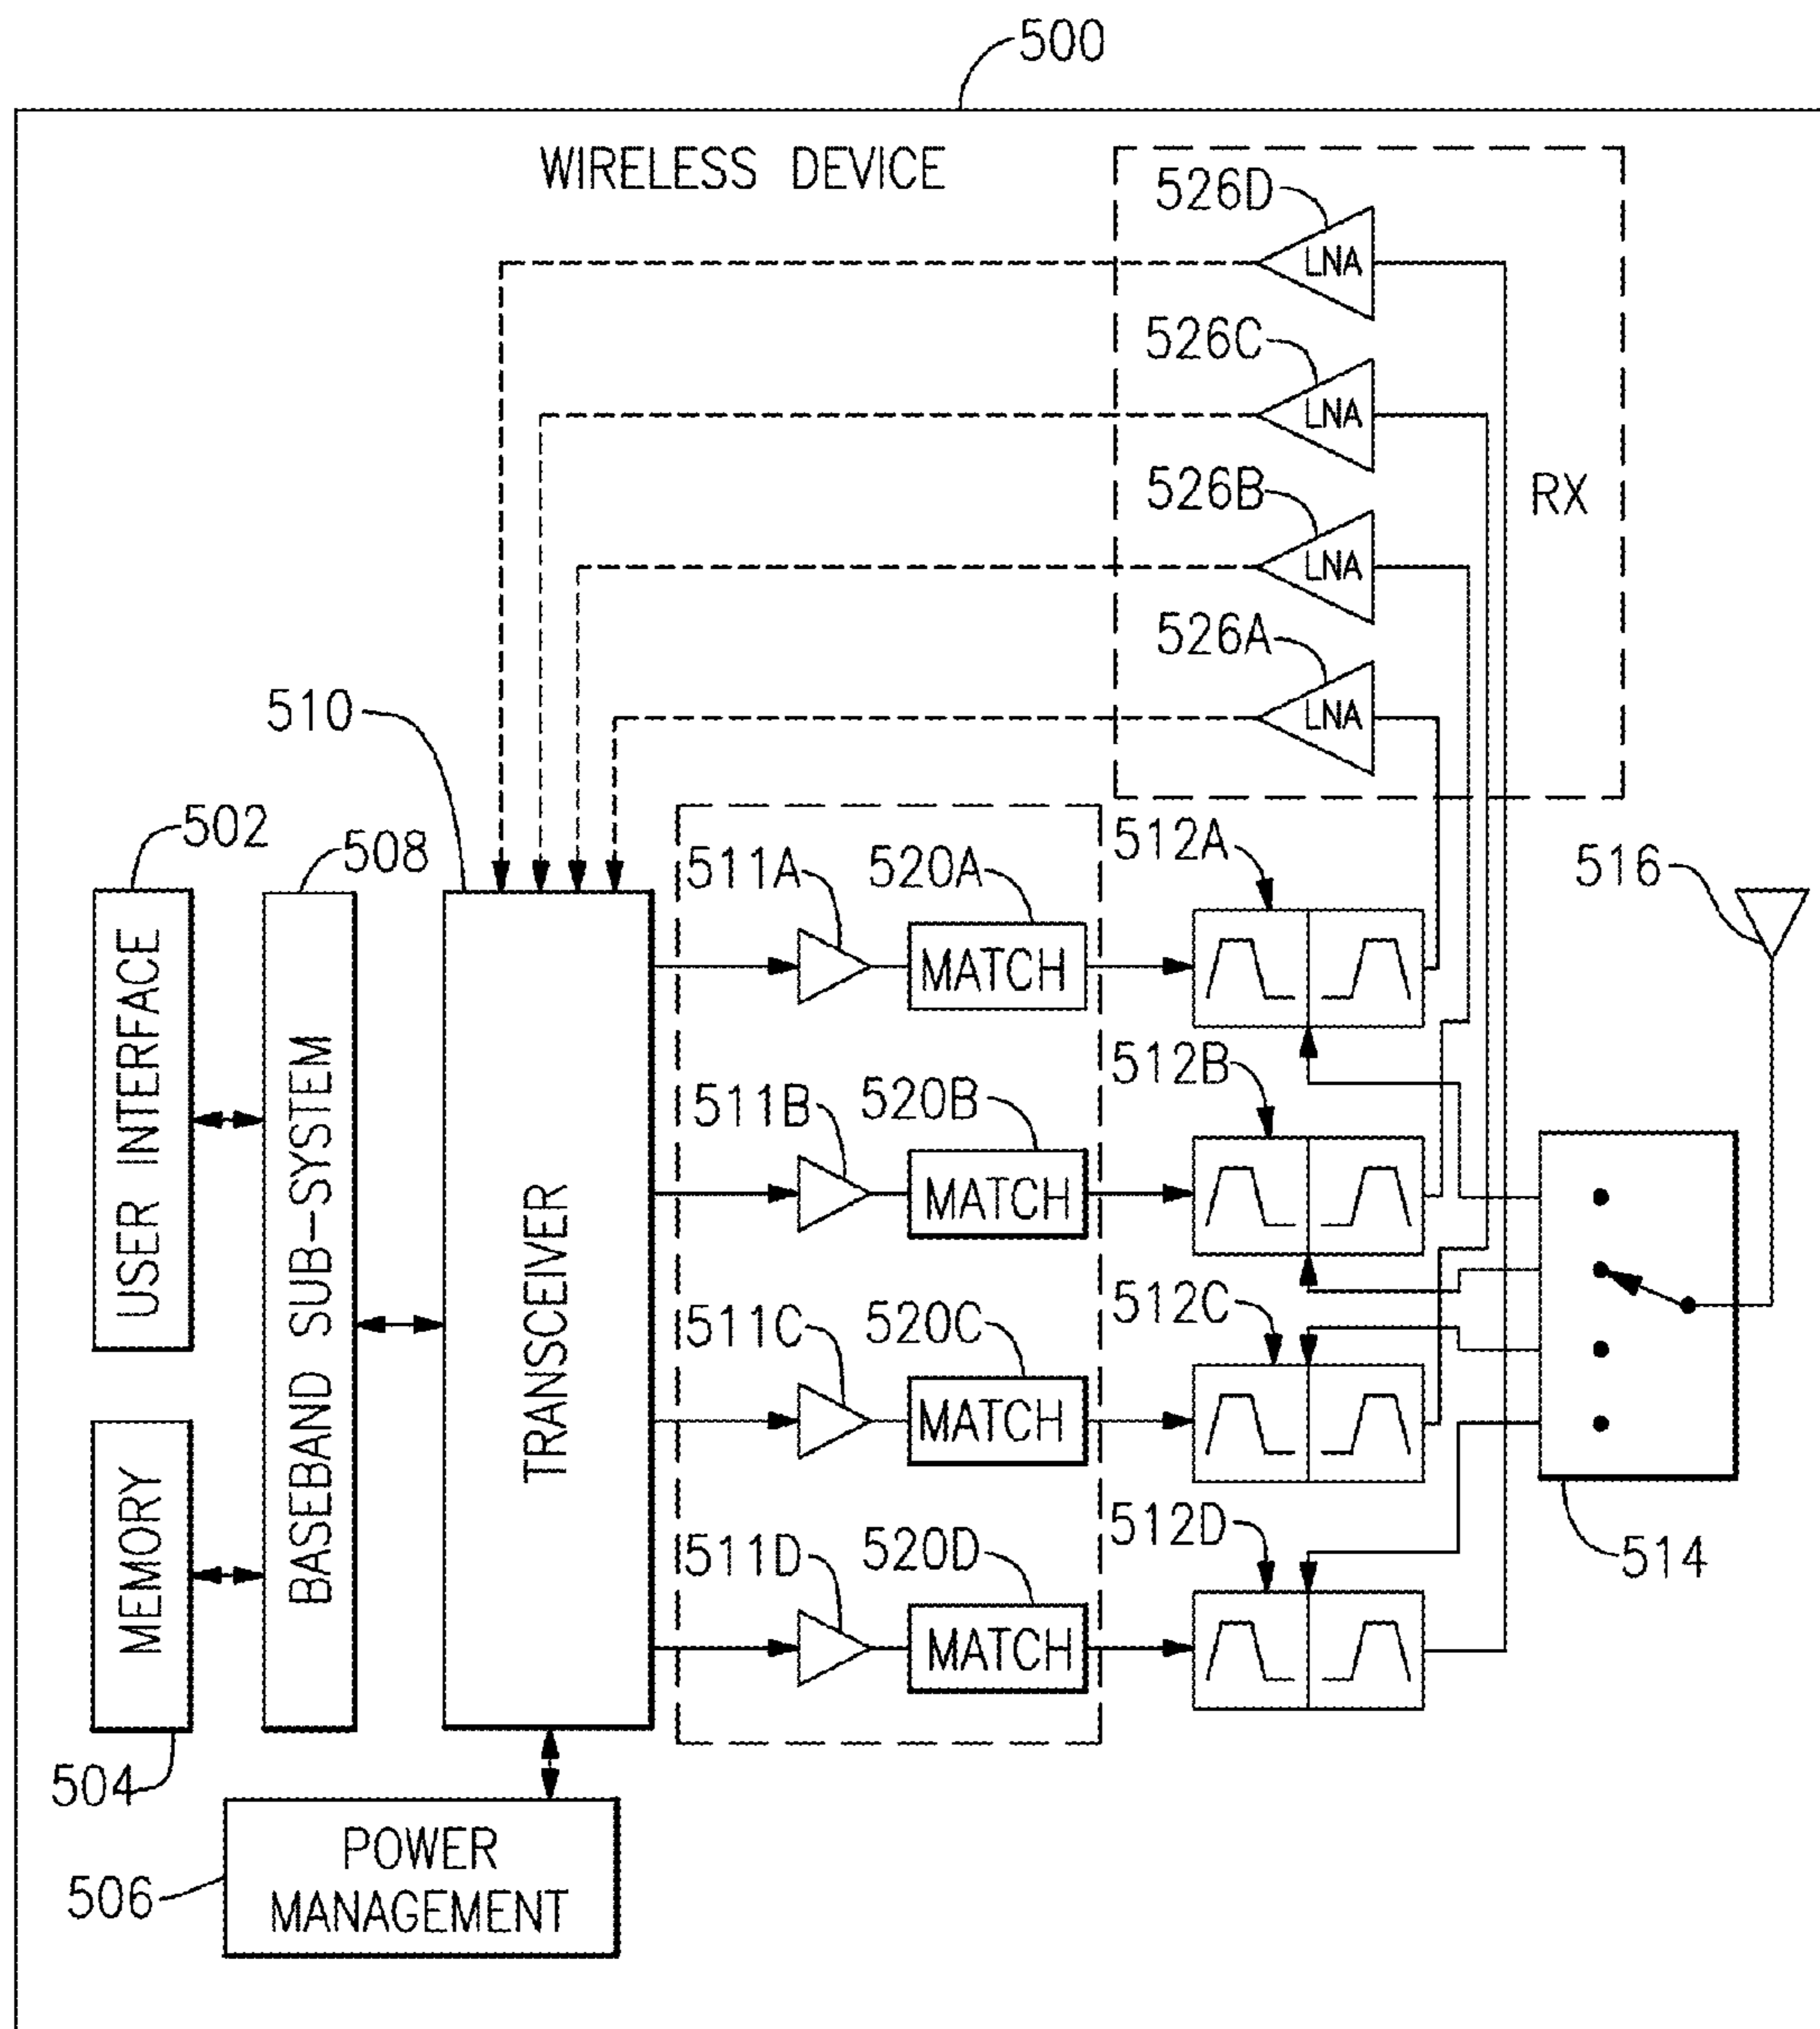 500
WIRELESS DEVICE
526D
LNA
526C
LNA
526B
LNA
RX
526A
LNA
510
502
508
511A
520A
512A
516
MATCH
USER INTERFACE
BASEBAND SUB-SYSTEM
TRANSCEIVER
511B
520B
512B
MATCH
511C
520C
512C
MATCH
MEMORY
511D
520D
512D
514
MATCH
504
506
POWER
MANAGEMENT